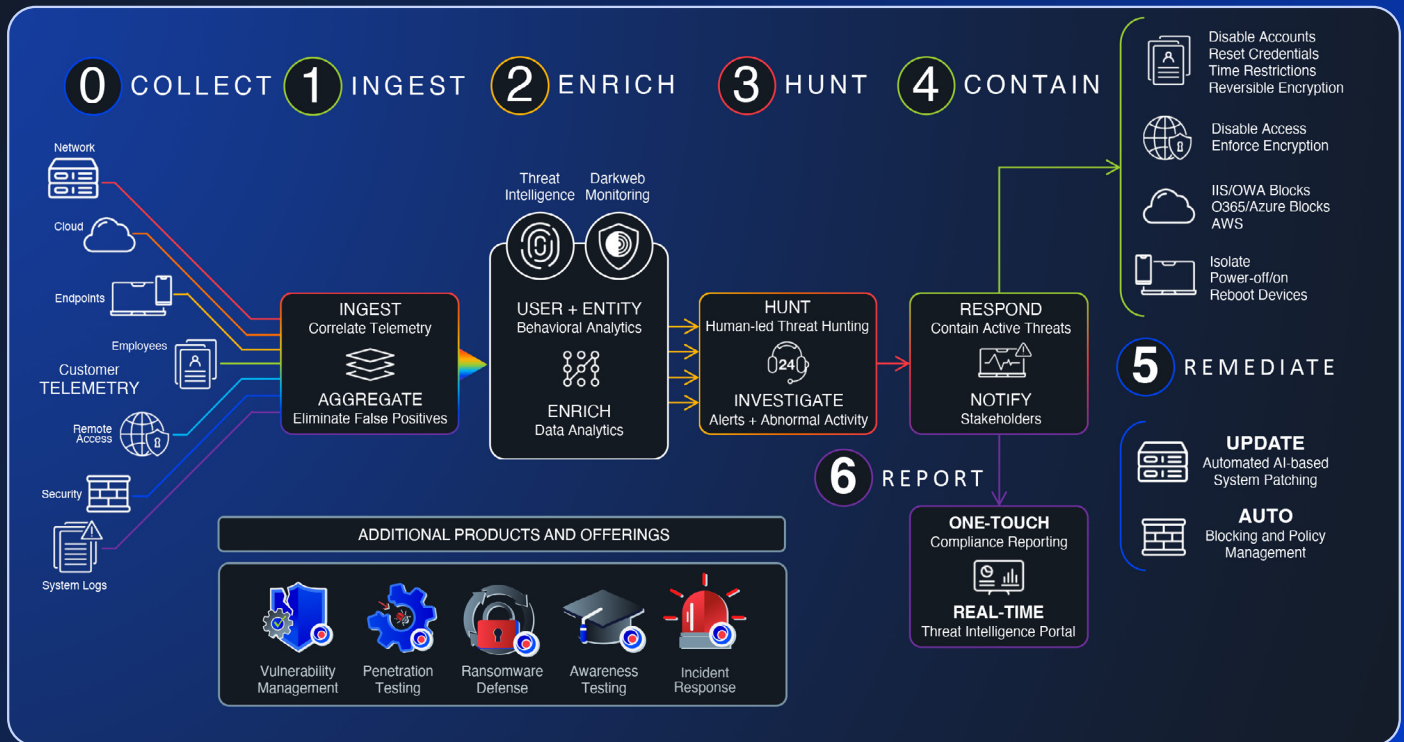 0 COLLECT
1 INGEST
2 ENRICH
3 HUNT
4 CONTAIN
Network
Cloud
Endpoints
Employees
Customer
TELEMETRY
Remote
Access
Security
System Logs
INGEST
Correlate Telemetry
AGGREGATE
Eliminate False Positives
Threat
Intelligence
Darkweb
Monitoring
USER + ENTITY
Behavioral Analytics
ENRICH
Data Analytics
HUNT
Human-led Threat Hunting
24
INVESTIGATE
Alerts + Abnormal Activity
RESPOND
Contain Active Threats
NOTIFY
Stakeholders
Disable Accounts
Reset Credentials
Time Restrictions
Reversible Encryption
Disable Access
Enforce Encryption
IIS/OWA Blocks
O365/Azure Blocks
AWS
Isolate
Power-off/on
Reboot Devices
5 REMEDIATE
UPDATE
Automated AI-based
System Patching
AUTO
Blocking and Policy
Management
6 REPORT
ONE-TOUCH
Compliance Reporting
REAL-TIME
Threat Intelligence Portal
ADDITIONAL PRODUCTS AND OFFERINGS
Vulnerability
Management
Penetration
Testing
Ransomware
Defense
Awareness
Testing
Incident
Response